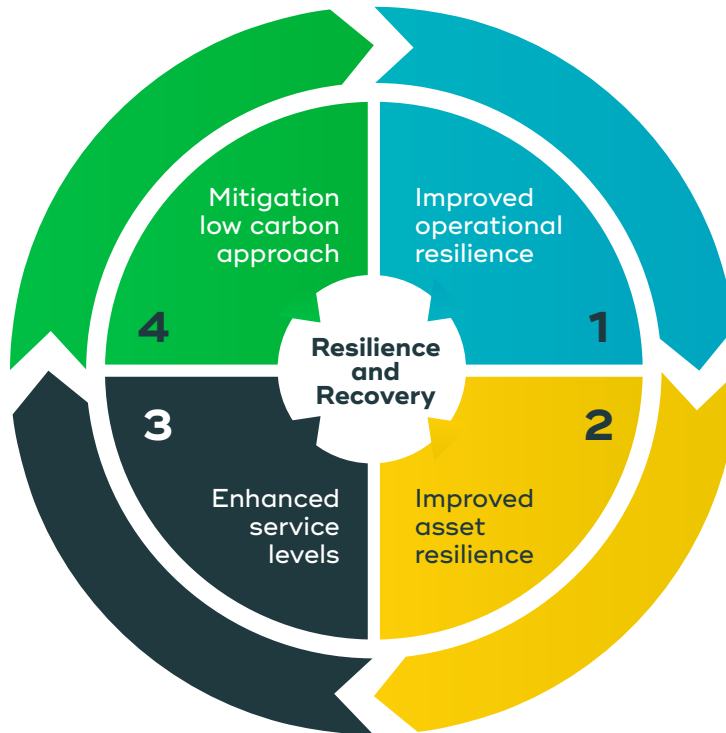 Mitigation
low carbon
approach
4
Improved
operational
resilience
1
Resilience
and
Recovery
3
Enhanced
service
levels
2
Improved
asset
resilience